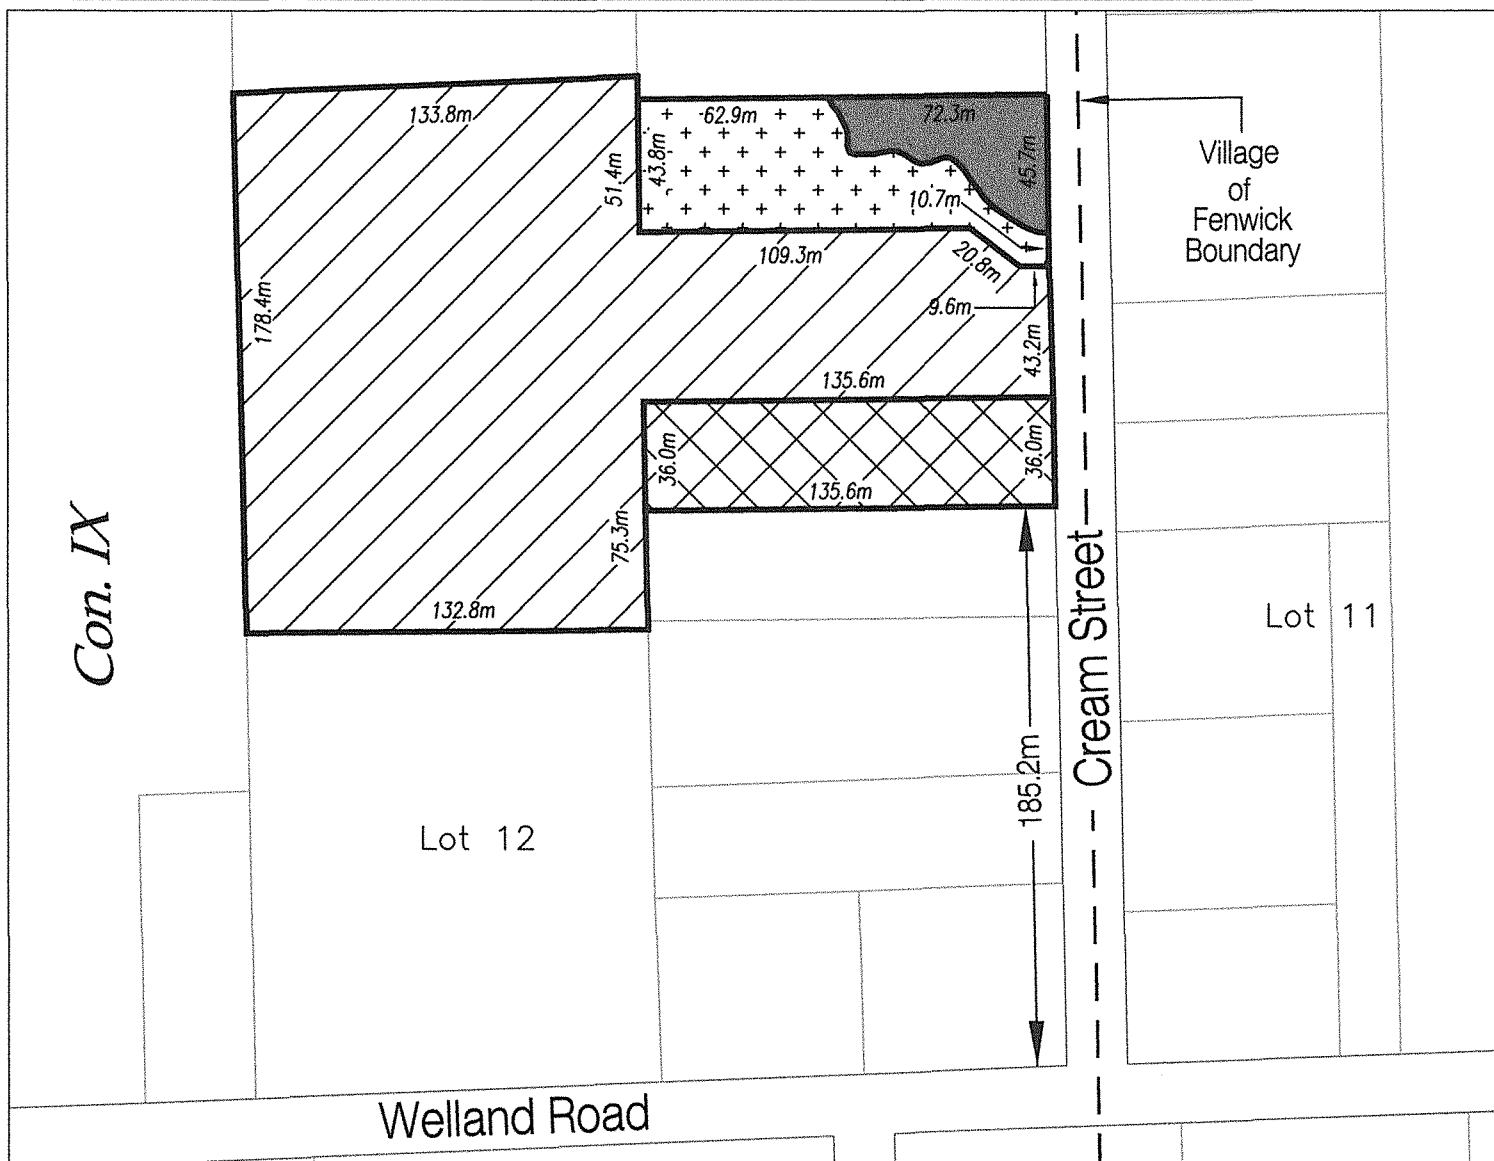 133.8m
62.9m
72.3m
51.4m
43.8m
45.7m
Village
of
Fenwick
Boundary
10.7m
109.3m
20.8m
9.6m
178.4m
43.2m
135.6m
36.0m
36.0m
135.6m
75.3m
132.8m
Con. IX
Cream Street
Lot 11
185.2m
Lot 12
Welland Road